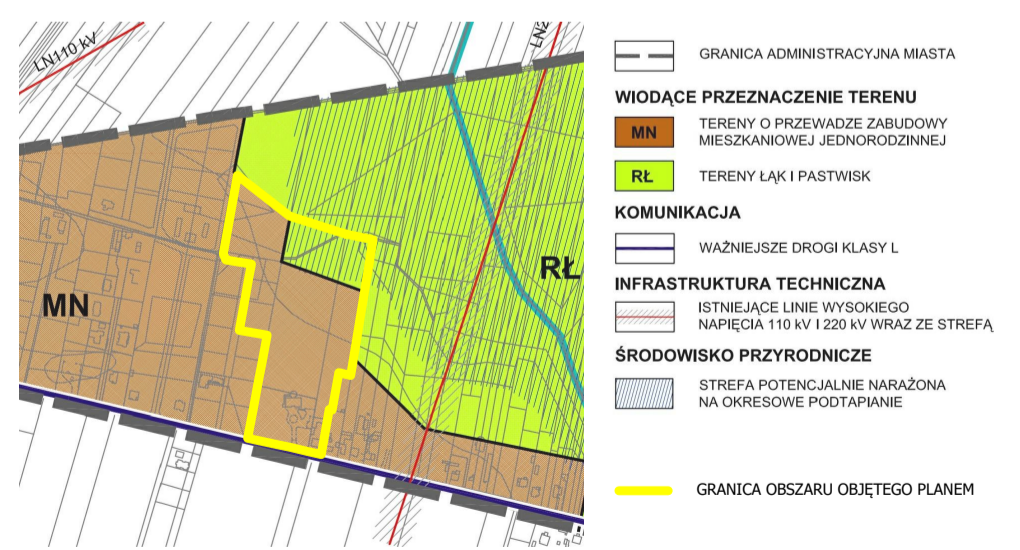 LN110 kV
MN
RŁ
GRANICA ADMINISTRACYJNA MIASTA
WIODĄCE PRZEZNACZENIE TERENU
MN
TERENY O PRZEWADZE ZABUDOWY
MIESZKANIOWEJ JEDNORODZINNEJ
RŁ
TERENY ŁĄK I PASTWISK
KOMUNIKACJA
WAŻNIEJSZE DROGI KLASY L
INFRASTRUKTURA TECHNICZNA
ISTNIEJĄCE LINIE WYSOKIEGO
NAPIĘCIA 110 kV I 220 kV WRAZ ZE STREFĄ
ŚRODOWISKO PRZYRODNICZE
STREFA POTENCJALNIE NARAŻONA
NA OKRESOWE PODTAPIANIE
GRANICA OBSZARU OBJĘTEGO PLANEM